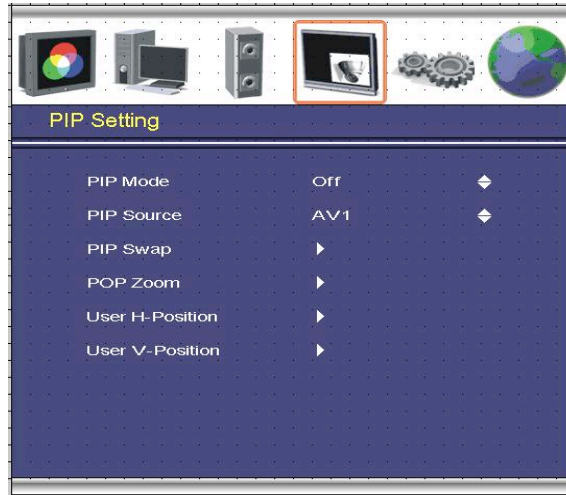 PIP Setting
PIP Mode Off
PIP Source AV1
PIP Swap
POP Zoom
User H-Position
User V-Position